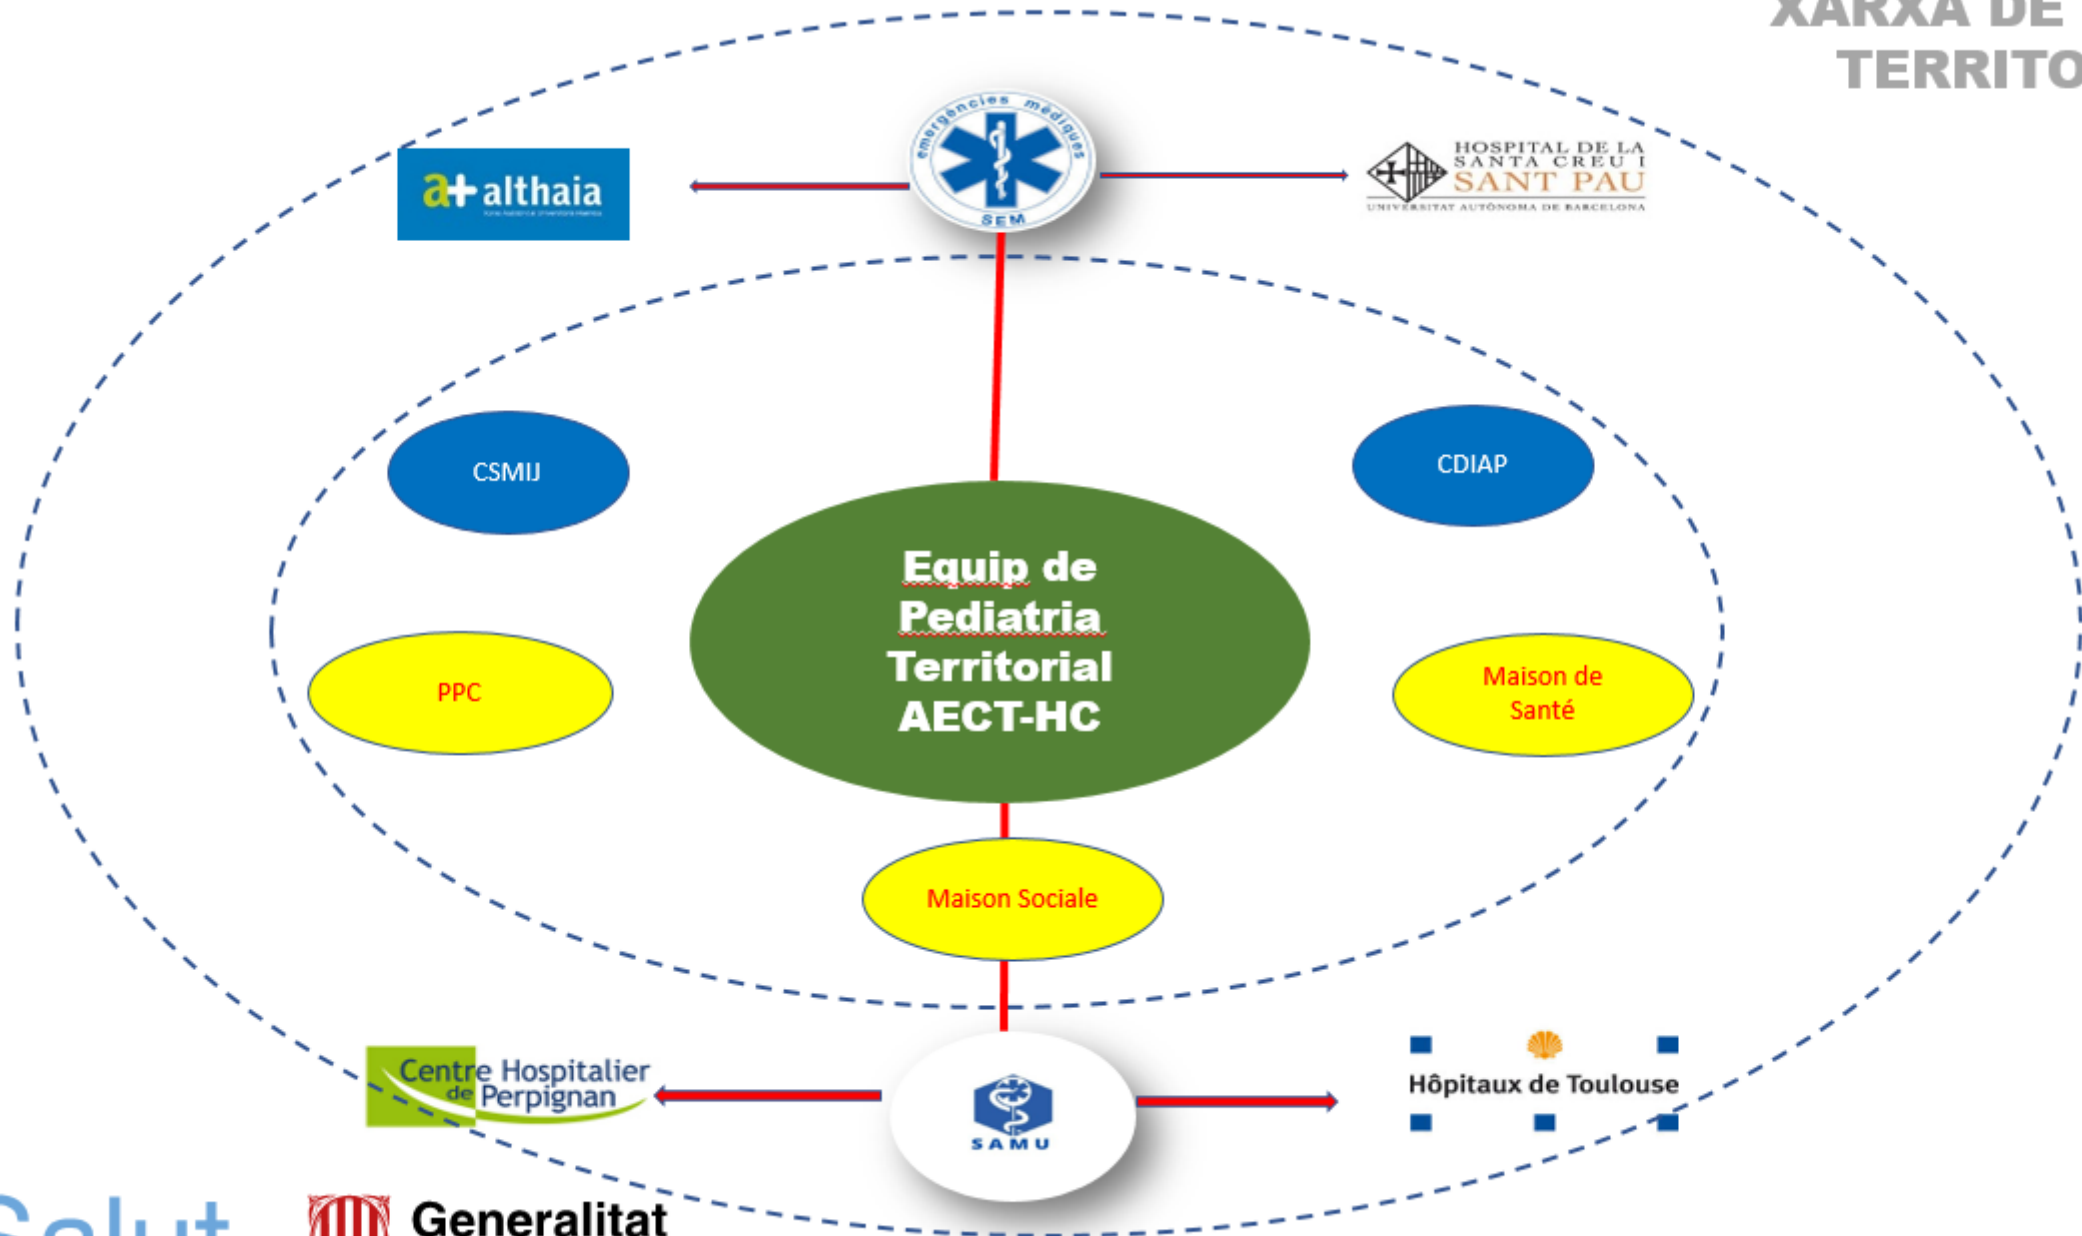 XARXA DE
TERRITO
emergències mèdiques
SEM
a+ althaia
HOSPITAL DE LA
SANTA CREU I
SANT PAU
UNIVERSITAT AUTÒNOMA DE BARCELONA
CSMIJ
CDIAP
Equip de
Pediatria
Territorial
AECT-HC
PPC
Maison de
Santé
Maison Sociale
Centre Hospitalier
de Perpignan
SAMU
Hôpitaux de Toulouse
Salut
Generalitat